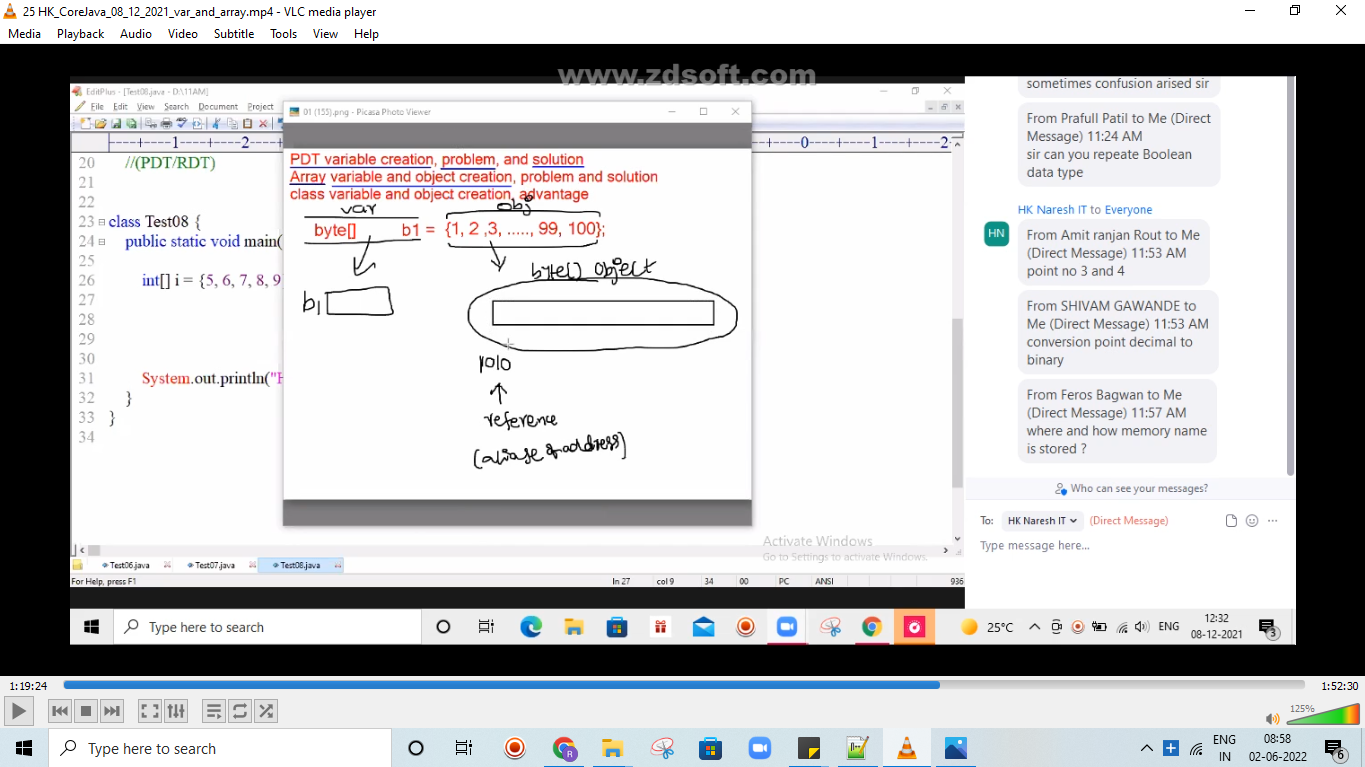 25 HK_CoreJava_08_12_2021_var_and_array.mp4 - VLC media player
Media Playback Audio Video Subtitle Tools View Help
www.zdsoft.com
EditPlus - [Test08.java - D:\11AM]
File Edit View Search Document Project
01 (155).png - Picasa Photo Viewer
20 //(PDT/RDT)
21
22
23 class Test08 {
24 public static void main(
25
26 int[] i = {5, 6, 7, 8, 9
27
28
29
30
31 System.out.println("H
32 }
33 }
34
PDT variable creation, problem, and solution
Array variable and object creation, problem and solution
class variable and object creation, advantage
var obj
byte[] b1 = {1, 2 ,3, ....., 99, 100};
byte[] object
b1
1010
reference
sometimes confusion arised sir
From Prafull Patil to Me (Direct
Message) 11:24 AM
sir can you repeate Boolean
data type
HK Naresh IT to Everyone
HN
From Amit ranjan Rout to Me
(Direct Message) 11:53 AM
point no 3 and 4
From SHIVAM GAWANDE to
Me (Direct Message) 11:53 AM
conversion point decimal to
binary
From Feros Bagwan to Me
(Direct Message) 11:57 AM
where and how memory name
is stored ?
Who can see your messages?
To: HK Naresh IT (Direct Message)
Type message here...
Activate Windows
Go to Settings to activate Windows.
Test06.java Test07.java Test08.java
For Help, press F1 ln 27 col 9 34 00 PC ANSI 936
Type here to search 25°C ENG 12:32
08-12-2021 3
1:19:24 1:52:30
125%
Type here to search ENG 08:58
IN 02-06-2022 6